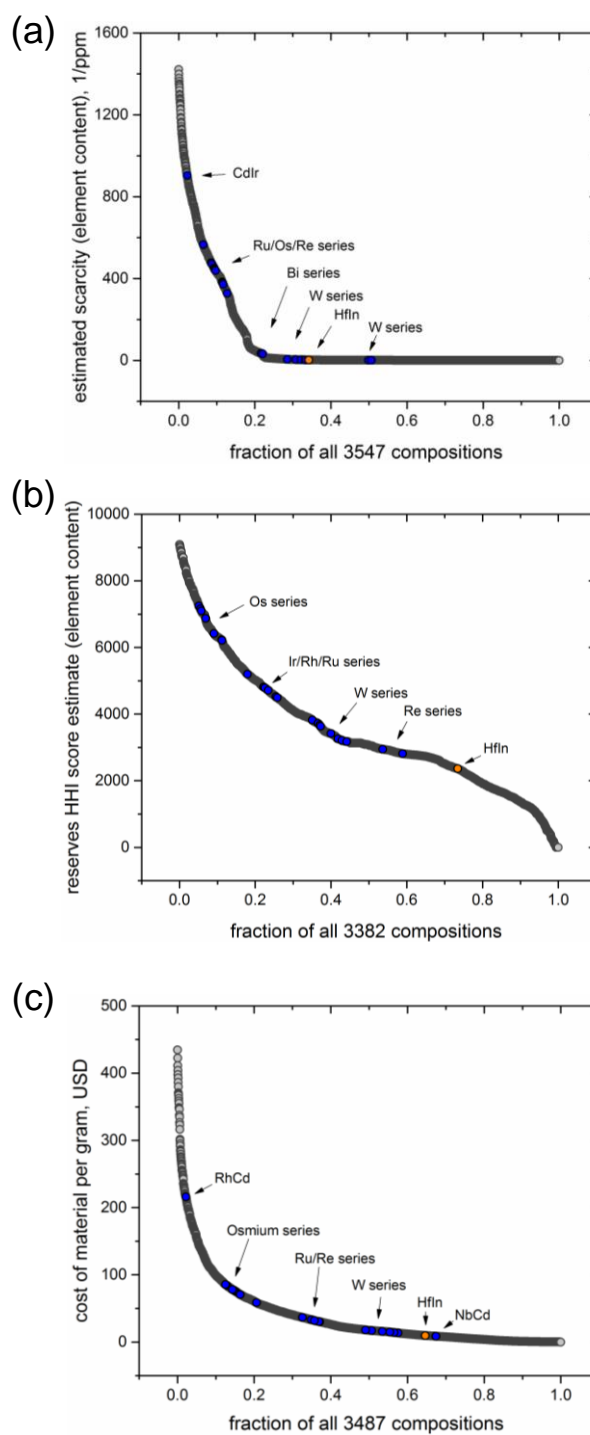 (a)
estimated scarcity (element content), 1/ppm
1600
1200
800
400
0
CdIr
Ru/Os/Re series
Bi series
W series
HfIn
W series
0.0 0.2 0.4 0.6 0.8 1.0
fraction of all 3547 compositions
(b)
reserves HHI score estimate (element content)
10000
8000
6000
4000
2000
0
Os series
Ir/Rh/Ru series
W series
Re series
HfIn
0.0 0.2 0.4 0.6 0.8 1.0
fraction of all 3382 compositions
(c)
cost of material per gram, USD
500
400
300
200
100
0
RhCd
Osmium series
Ru/Re series
W series
HfIn
NbCd
0.0 0.2 0.4 0.6 0.8 1.0
fraction of all 3487 compositions